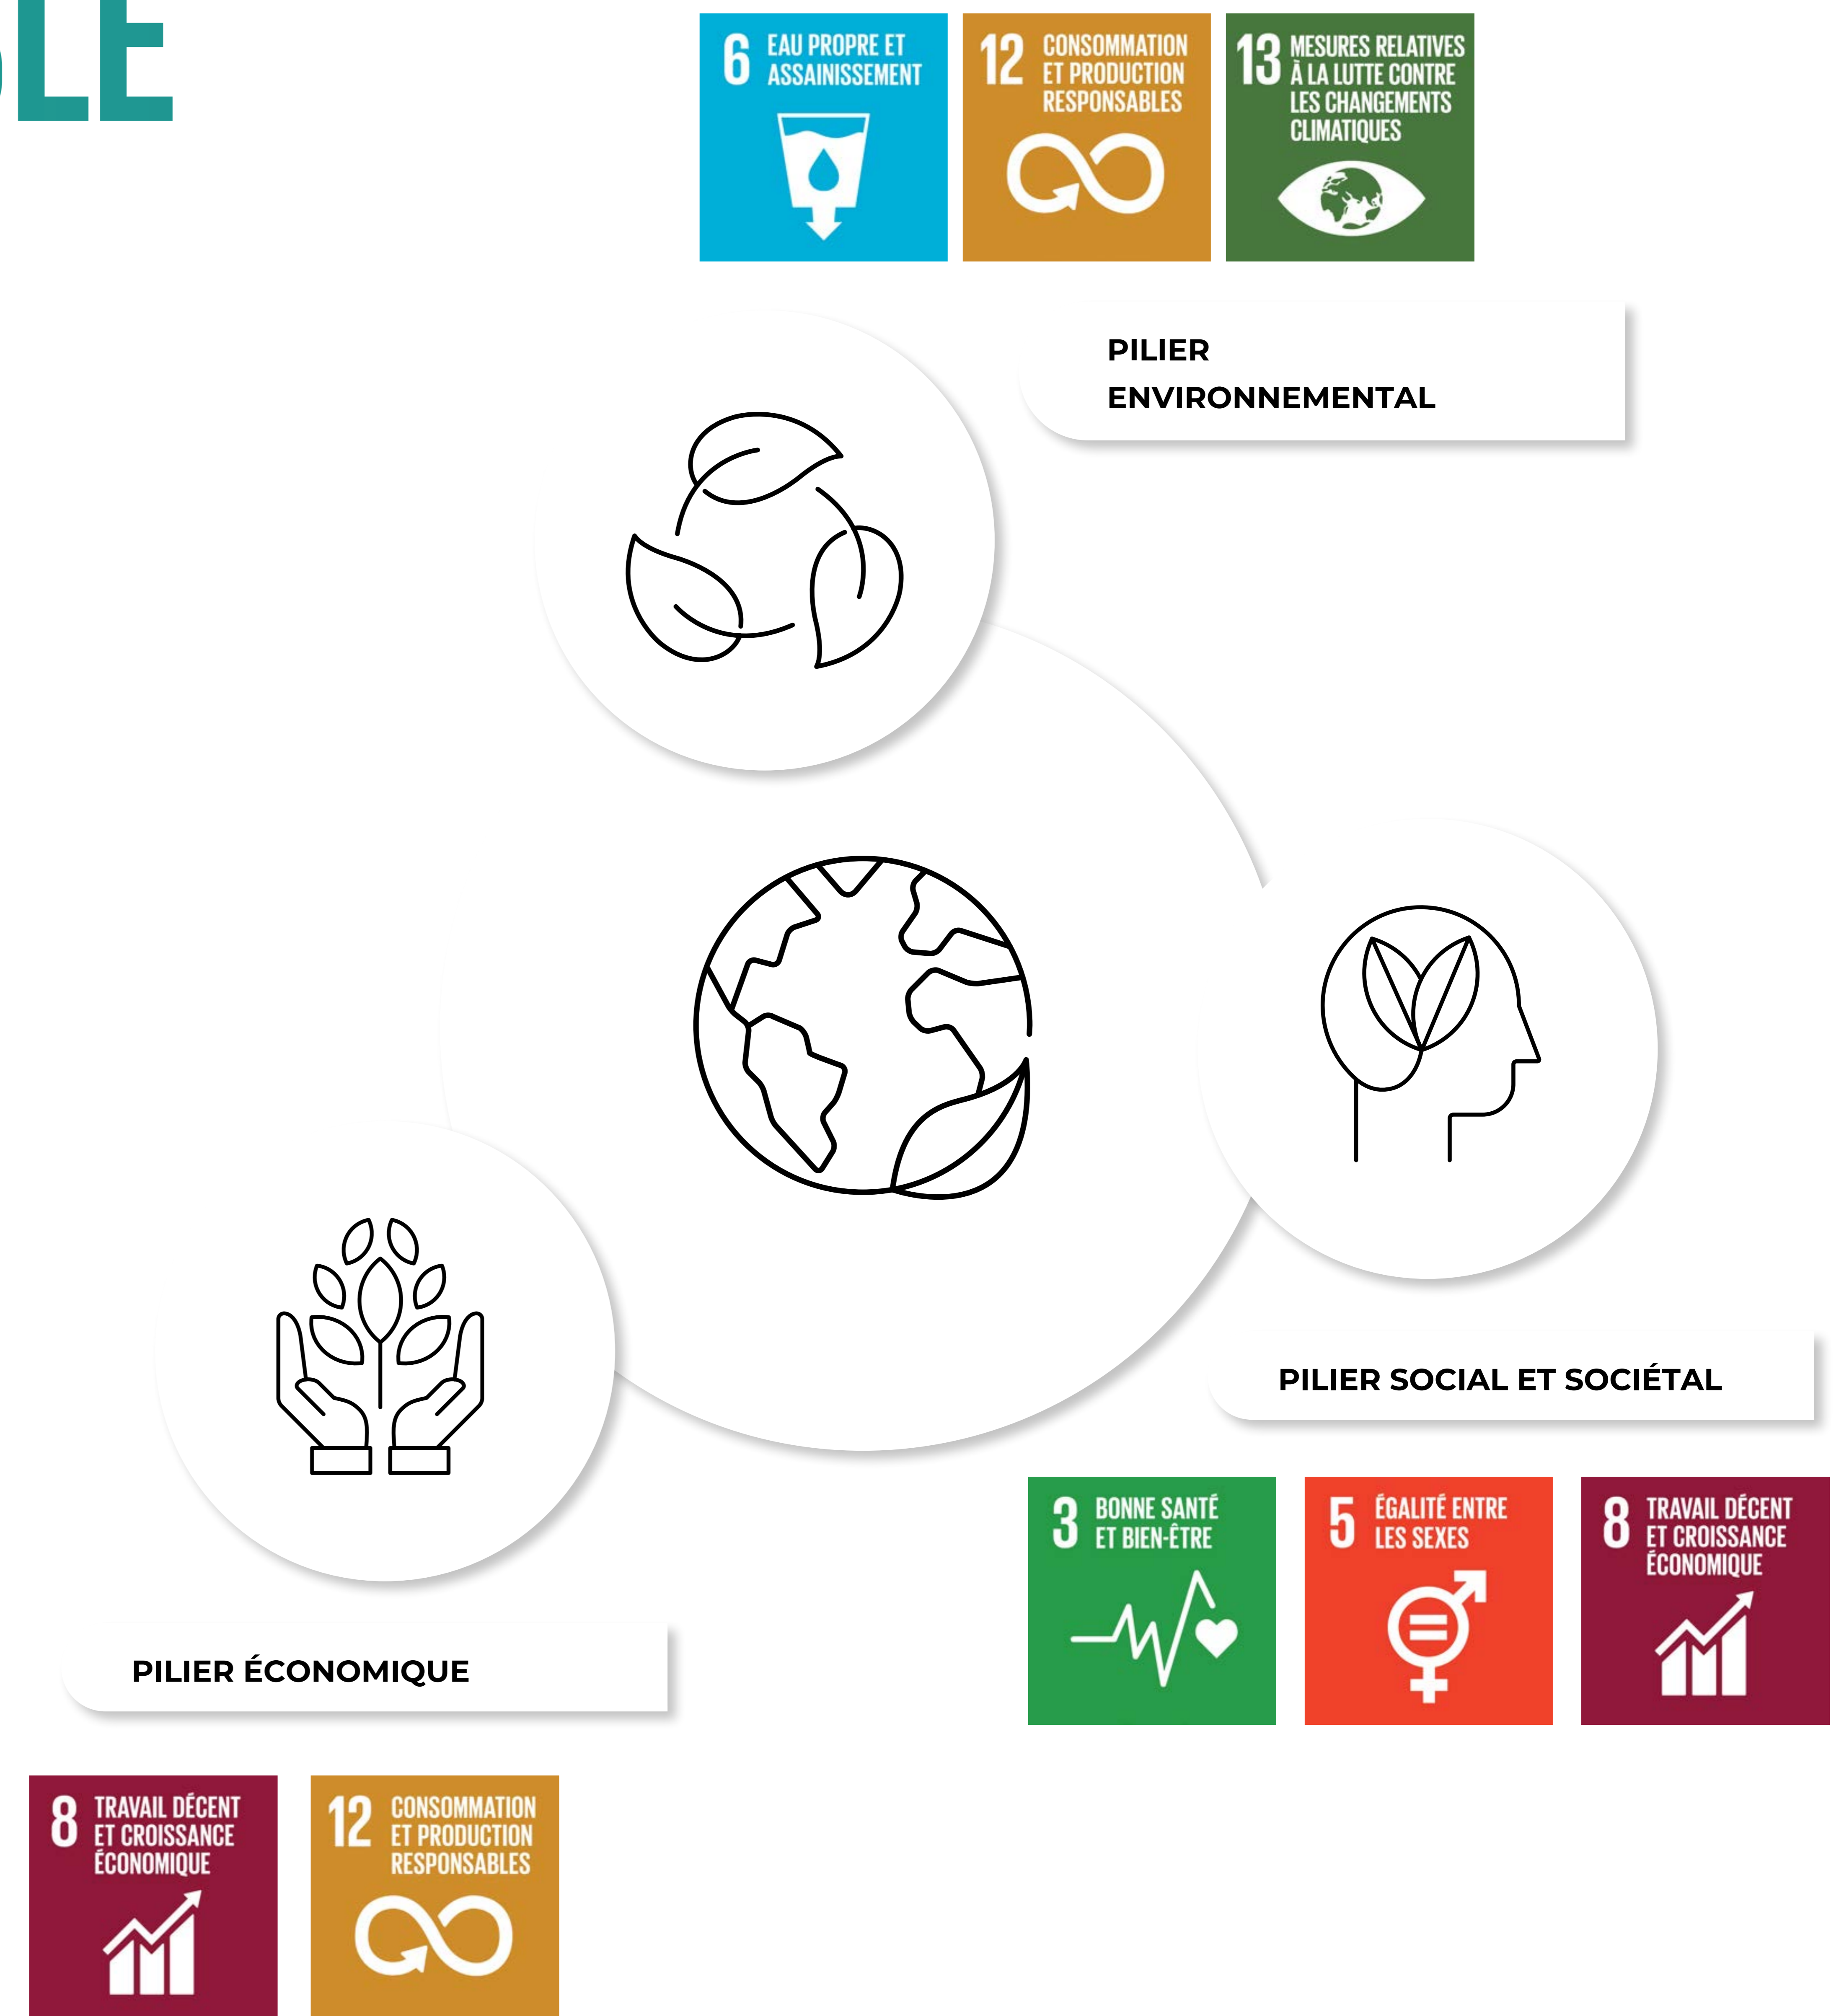 6 EAU PROPRE ET
ASSAINISSEMENT
12 CONSOMMATION
ET PRODUCTION
RESPONSABLES
13 MESURES RELATIVES
À LA LUTTE CONTRE
LES CHANGEMENTS
CLIMATIQUES
PILIER
ENVIRONNEMENTAL
PILIER SOCIAL ET SOCIÉTAL
3 BONNE SANTÉ
ET BIEN-ÊTRE
5 ÉGALITÉ ENTRE
LES SEXES
8 TRAVAIL DÉCENT
ET CROISSANCE
ÉCONOMIQUE
PILIER ÉCONOMIQUE
8 TRAVAIL DÉCENT
ET CROISSANCE
ÉCONOMIQUE
12 CONSOMMATION
ET PRODUCTION
RESPONSABLES